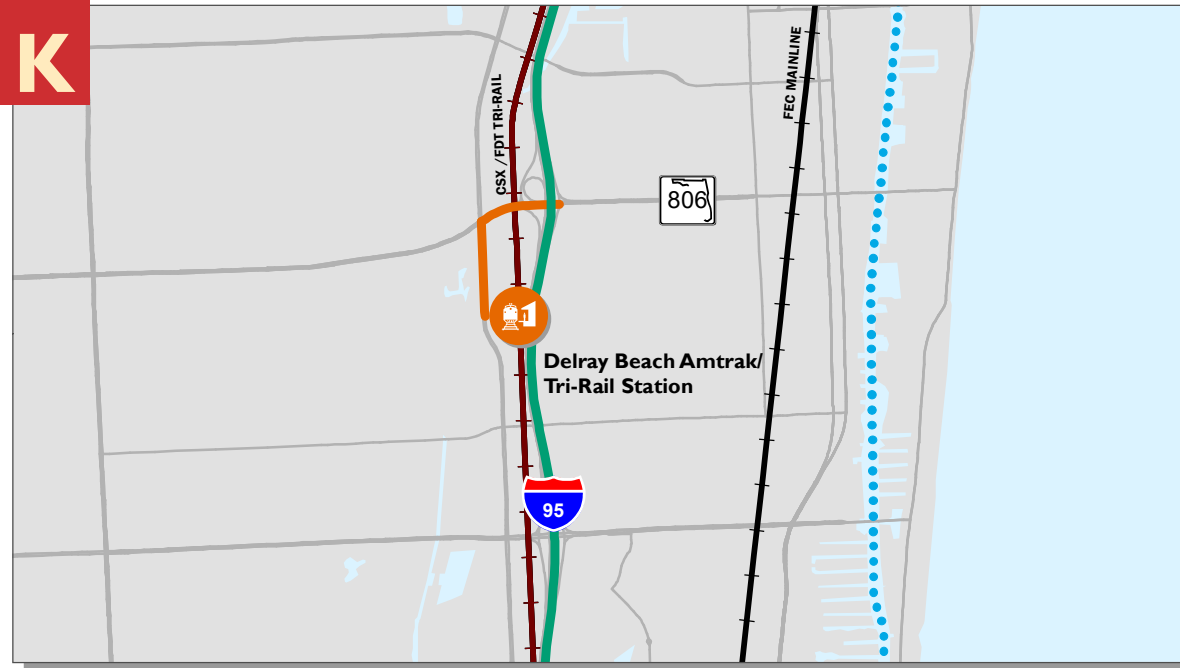 K
CSX / FDT TRI-RAIL
FEC MAINLINE
806
Delray Beach Amtrak/
Tri-Rail Station
95